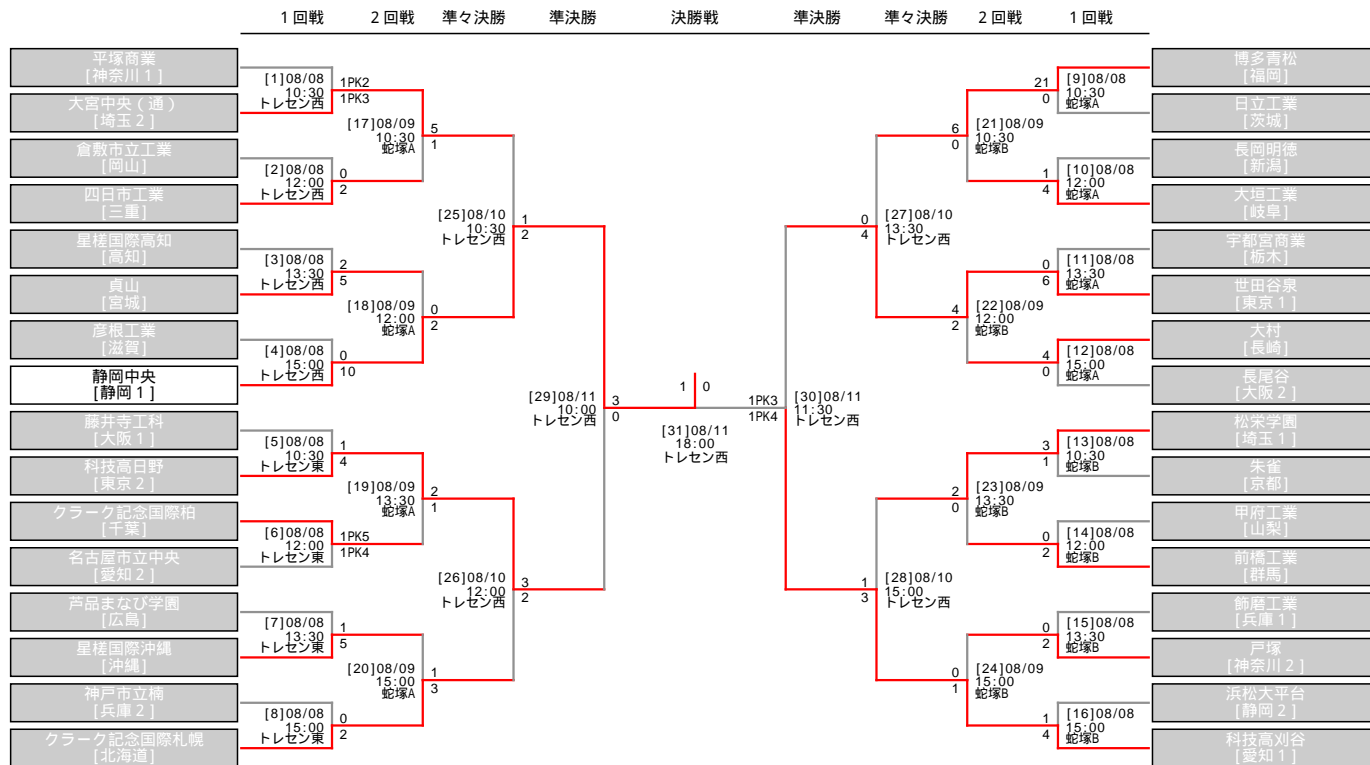 1回戦 2回戦 準々決勝 準決勝 決勝戦 準決勝 準々決勝 2回戦 1回戦
平塚商業
[神奈川1]
大宮中央(通)
[埼玉2]
倉敷市立工業
[岡山]
四日市工業
[三重]
星槎国際高知
[高知]
貞山
[宮城]
彦根工業
[滋賀]
静岡中央
[静岡1]
藤井寺工科
[大阪1]
科技高日野
[東京2]
クラーク記念国際柏
[千葉]
名古屋市立中央
[愛知2]
芦品まなび学園
[広島]
星槎国際沖縄
[沖縄]
神戸市立楠
[兵庫2]
クラーク記念国際札幌
[北海道]
[1]08/08
10:30
トレセン西
1PK2
1PK3
[2]08/08
12:00
トレセン西
0
2
[3]08/08
13:30
トレセン西
2
5
[4]08/08
15:00
トレセン西
0
10
[5]08/08
10:30
トレセン東
1
4
[6]08/08
12:00
トレセン東
1PK5
1PK4
[7]08/08
13:30
トレセン東
1
5
[8]08/08
15:00
トレセン東
0
2
[17]08/09
10:30
蛇塚A
5
1
[18]08/09
12:00
蛇塚A
0
2
[19]08/09
13:30
蛇塚A
2
1
[20]08/09
15:00
蛇塚A
1
3
[25]08/10
10:30
トレセン西
1
2
[26]08/10
12:00
トレセン西
3
2
[29]08/11
10:00
トレセン西
3
0
1 0
[31]08/11
18:00
トレセン西
1PK3
1PK4
[30]08/11
11:30
トレセン西
0
4
[27]08/10
13:30
トレセン西
1
3
[28]08/10
15:00
トレセン西
6
0
[21]08/09
10:30
蛇塚B
4
2
[22]08/09
12:00
蛇塚B
2
0
[23]08/09
13:30
蛇塚B
0
1
[24]08/09
15:00
蛇塚B
21
0
[9]08/08
10:30
蛇塚A
1
4
[10]08/08
12:00
蛇塚A
0
6
[11]08/08
13:30
蛇塚A
4
0
[12]08/08
15:00
蛇塚A
3
1
[13]08/08
10:30
蛇塚B
0
2
[14]08/08
12:00
蛇塚B
0
2
[15]08/08
13:30
蛇塚B
1
4
[16]08/08
15:00
蛇塚B
博多青松
[福岡]
日立工業
[茨城]
長岡明徳
[新潟]
大垣工業
[岐阜]
宇都宮商業
[栃木]
世田谷泉
[東京1]
大村
[長崎]
長尾谷
[大阪2]
松栄学園
[埼玉1]
朱雀
[京都]
甲府工業
[山梨]
前橋工業
[群馬]
飾磨工業
[兵庫1]
戸塚
[神奈川2]
浜松大平台
[静岡2]
科技高刈谷
[愛知1]